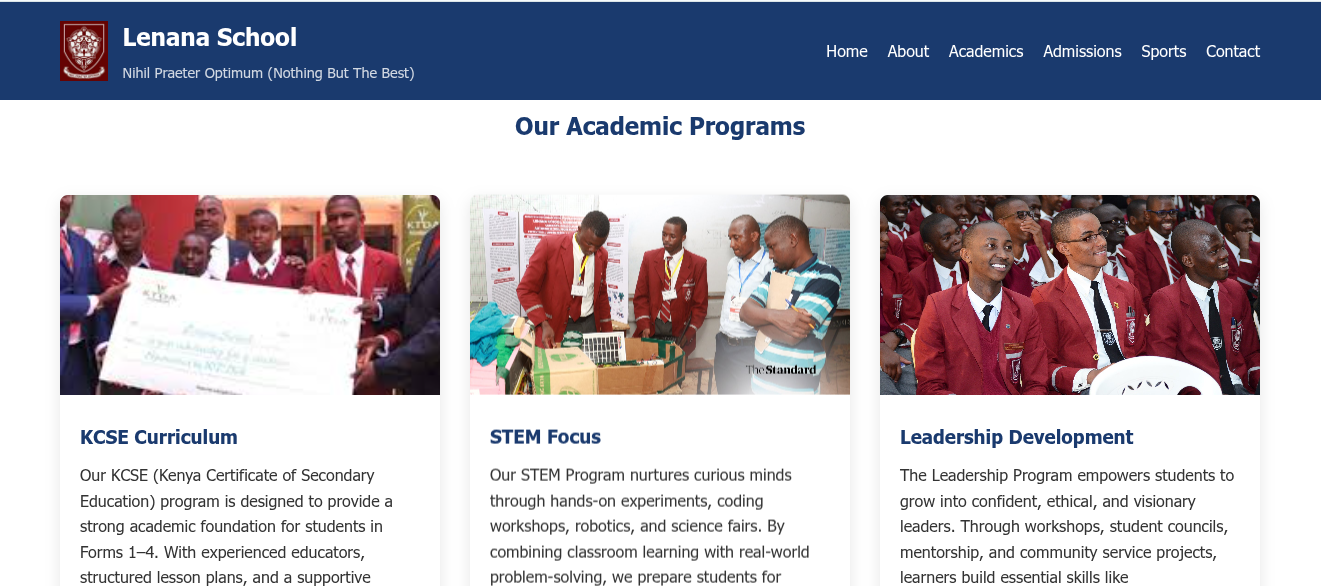 Lenana School
Nihil Praeter Optimum (Nothing But The Best)
Home About Academics Admissions Sports Contact
Our Academic Programs
KTDA
KTDA
The Standard
KCSE Curriculum
Our KCSE (Kenya Certificate of Secondary
Education) program is designed to provide a
strong academic foundation for students in
Forms 1–4. With experienced educators,
structured lesson plans, and a supportive
STEM Focus
Our STEM Program nurtures curious minds
through hands-on experiments, coding
workshops, robotics, and science fairs. By
combining classroom learning with real-world
problem-solving, we prepare students for
Leadership Development
The Leadership Program empowers students to
grow into confident, ethical, and visionary
leaders. Through workshops, student councils,
mentorship, and community service projects,
learners build essential skills like